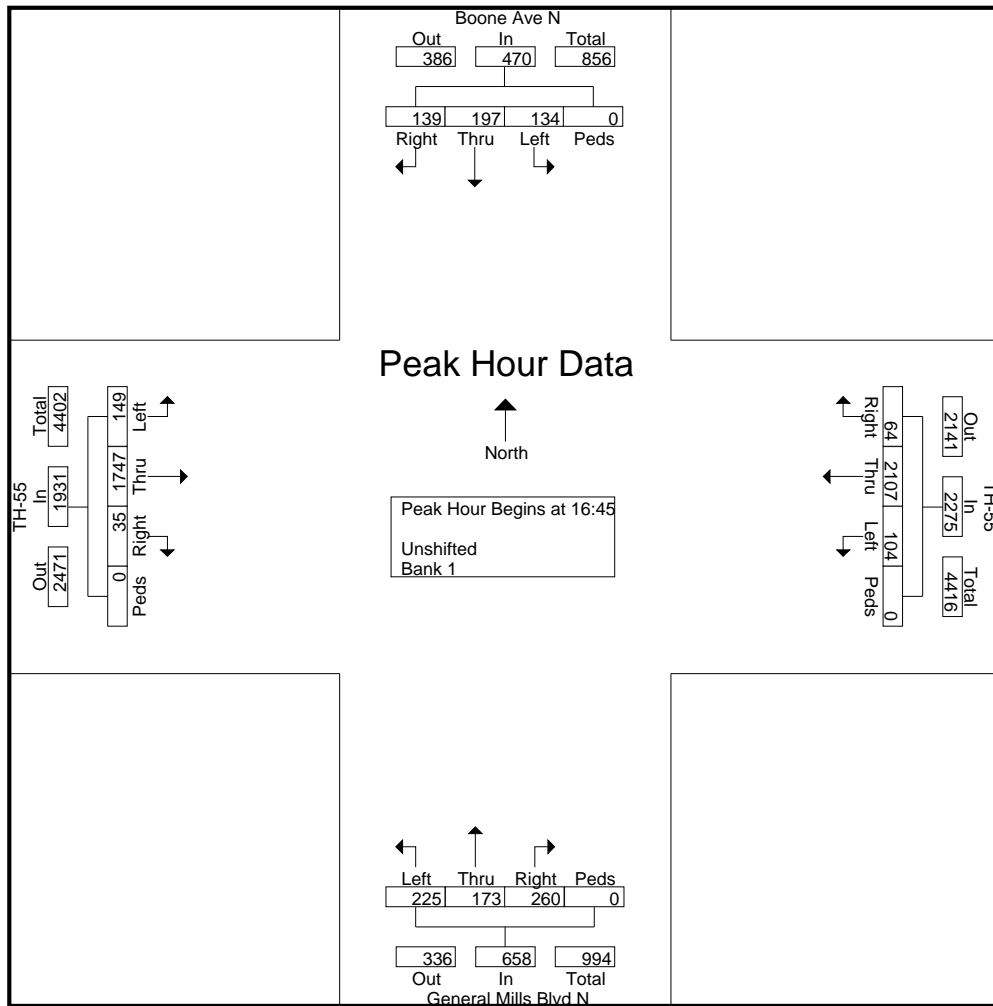 Boone Ave N
Out In Total
386 470 856
139 197 134 0
Right Thru Left Peds
Peak Hour Data
North
Peak Hour Begins at 16:45
Unshifted
Bank 1
TH-55
Total In Out
4402 1931 2471
149 1747 35 0
Left Thru Right Peds
TH-55
Out In Total
2141 2275 4416
64 2107 104 0
Right Thru Left Peds
Left Thru Right Peds
225 173 260 0
336 658 994
Out In Total
General Mills Blvd N